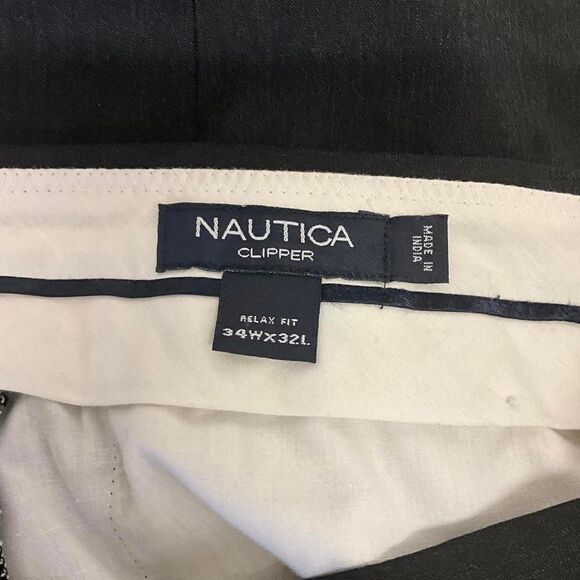 NAUTICA
CLIPPER
MADE IN
INDIA
RELAX FIT
34WX32L